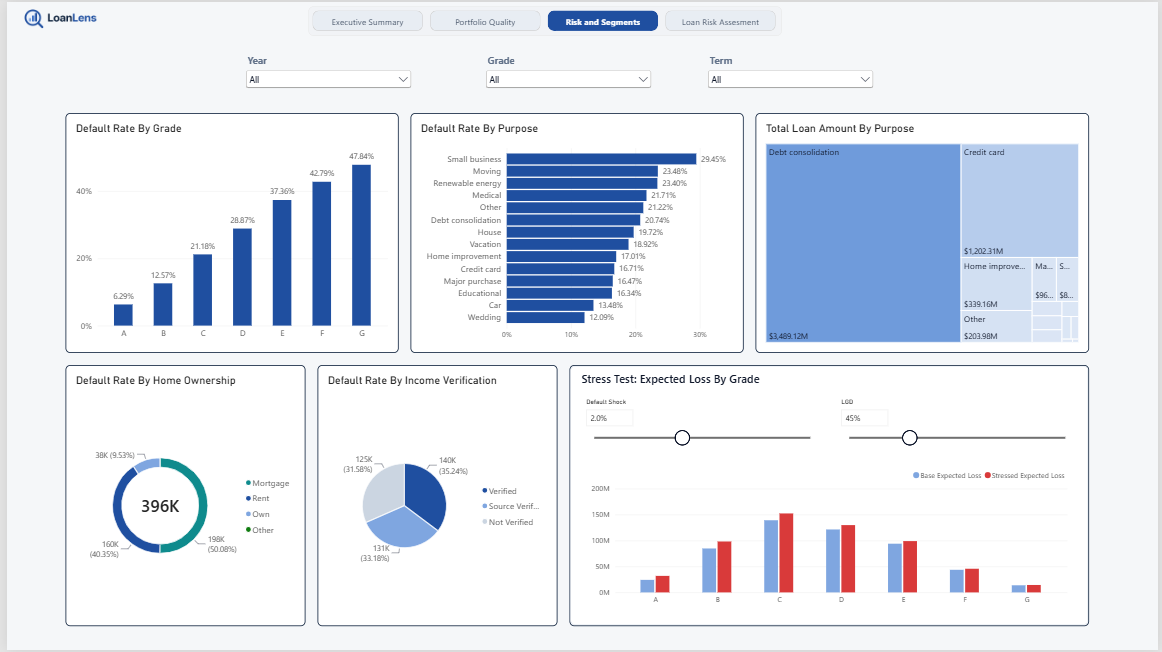 LoanLens
Executive Summary
Portfolio Quality
Risk and Segments
Loan Risk Assesment
Year
Grade
Term
All
All
All
Default Rate By Grade
40%
20%
0%
6.29%
12.57%
21.18%
28.87%
37.36%
42.79%
47.84%
A B C D E F G
Default Rate By Purpose
Small business 29.45%
Moving 23.48%
Renewable energy 23.40%
Medical 21.71%
Other 21.22%
Debt consolidation 20.74%
House 19.72%
Vacation 18.92%
Home improvement 17.01%
Credit card 16.71%
Major purchase 16.47%
Educational 16.34%
Car 13.48%
Wedding 12.09%
0% 10% 20% 30%
Total Loan Amount By Purpose
Debt consolidation
$3,489.12M
Credit card
$1,202.31M
Home improve...
$339.16M
Other
$203.98M
Ma...
$96...
S...
$8...
Default Rate By Home Ownership
38K (9.53%)
396K
160K
(40.35%)
198K
(50.08%)
Mortgage
Rent
Own
Other
Default Rate By Income Verification
125K
(31.58%)
140K
(35.24%)
131K
(33.18%)
Verified
Source Verif...
Not Verified
Stress Test: Expected Loss By Grade
Default Shock
2.0%
LGD
45%
Base Expected Loss
Stressed Expected Loss
200M
150M
100M
50M
0M
A B C D E F G